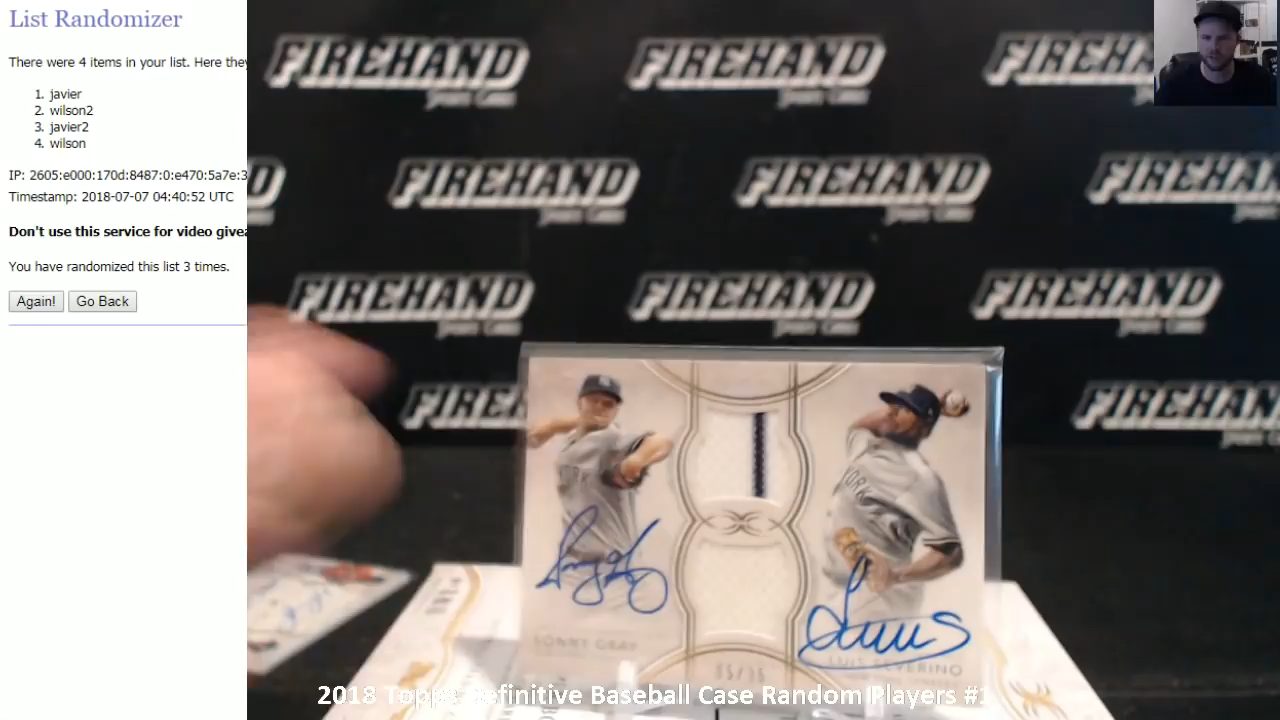 List Randomizer
There were 4 items in your list. Here they
1. javier
2. wilson2
3. javier2
4. wilson
IP: 2605:e000:170d:8487:0:e470:5a7e:3
Timestamp: 2018-07-07 04:40:52 UTC
Don't use this service for video givea
You have randomized this list 3 times.
Again! Go Back
FIREHAND FIREHAND FIREHAND
FIREHAND FIREHAND FIREHAND
FIREHAND FIREHAND FIREHAND
FIREHAND FIREHAND
SONNY GRAY
LUIS SEVERINO
2018 Topps Definitive Baseball Case Random Players #1